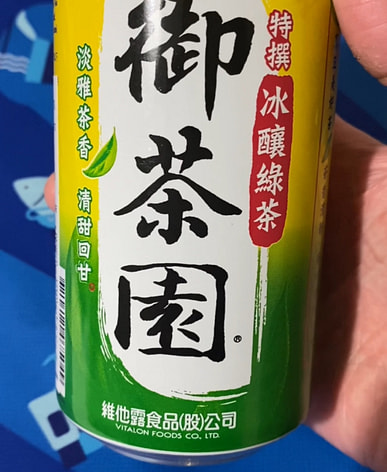 特撰
冰釀綠茶
御茶園®
淡雅茶香
清甜回甘
維他露食品(股)公司
VITALON FOODS CO., LTD.